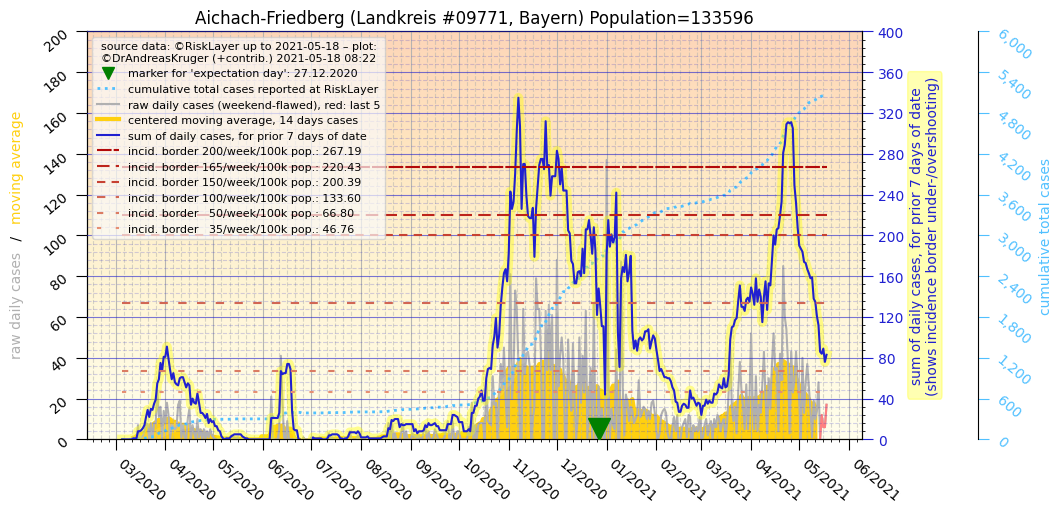 Aichach-Friedberg (Landkreis #09771, Bayern) Population=133596
source data: ©RiskLayer up to 2021-05-18 – plot:
©DrAndreasKruger (+contrib.) 2021-05-18 08:22
marker for 'expectation day': 27.12.2020
cumulative total cases reported at RiskLayer
raw daily cases (weekend-flawed), red: last 5
centered moving average, 14 days cases
sum of daily cases, for prior 7 days of date
incid. border 200/week/100k pop.: 267.19
incid. border 165/week/100k pop.: 220.43
incid. border 150/week/100k pop.: 200.39
incid. border 100/week/100k pop.: 133.60
incid. border 50/week/100k pop.: 66.80
incid. border 35/week/100k pop.: 46.76
raw daily cases / moving average
200
180
160
140
120
100
80
60
40
20
0
400
360
320
280
240
200
160
120
80
40
0
sum of daily cases, for prior 7 days of date
(shows incidence border under-/overshooting)
6,000
5,400
4,800
4,200
3,600
3,000
2,400
1,800
1,200
600
0
cumulative total cases
03/2020
04/2020
05/2020
06/2020
07/2020
08/2020
09/2020
10/2020
11/2020
12/2020
01/2021
02/2021
03/2021
04/2021
05/2021
06/2021